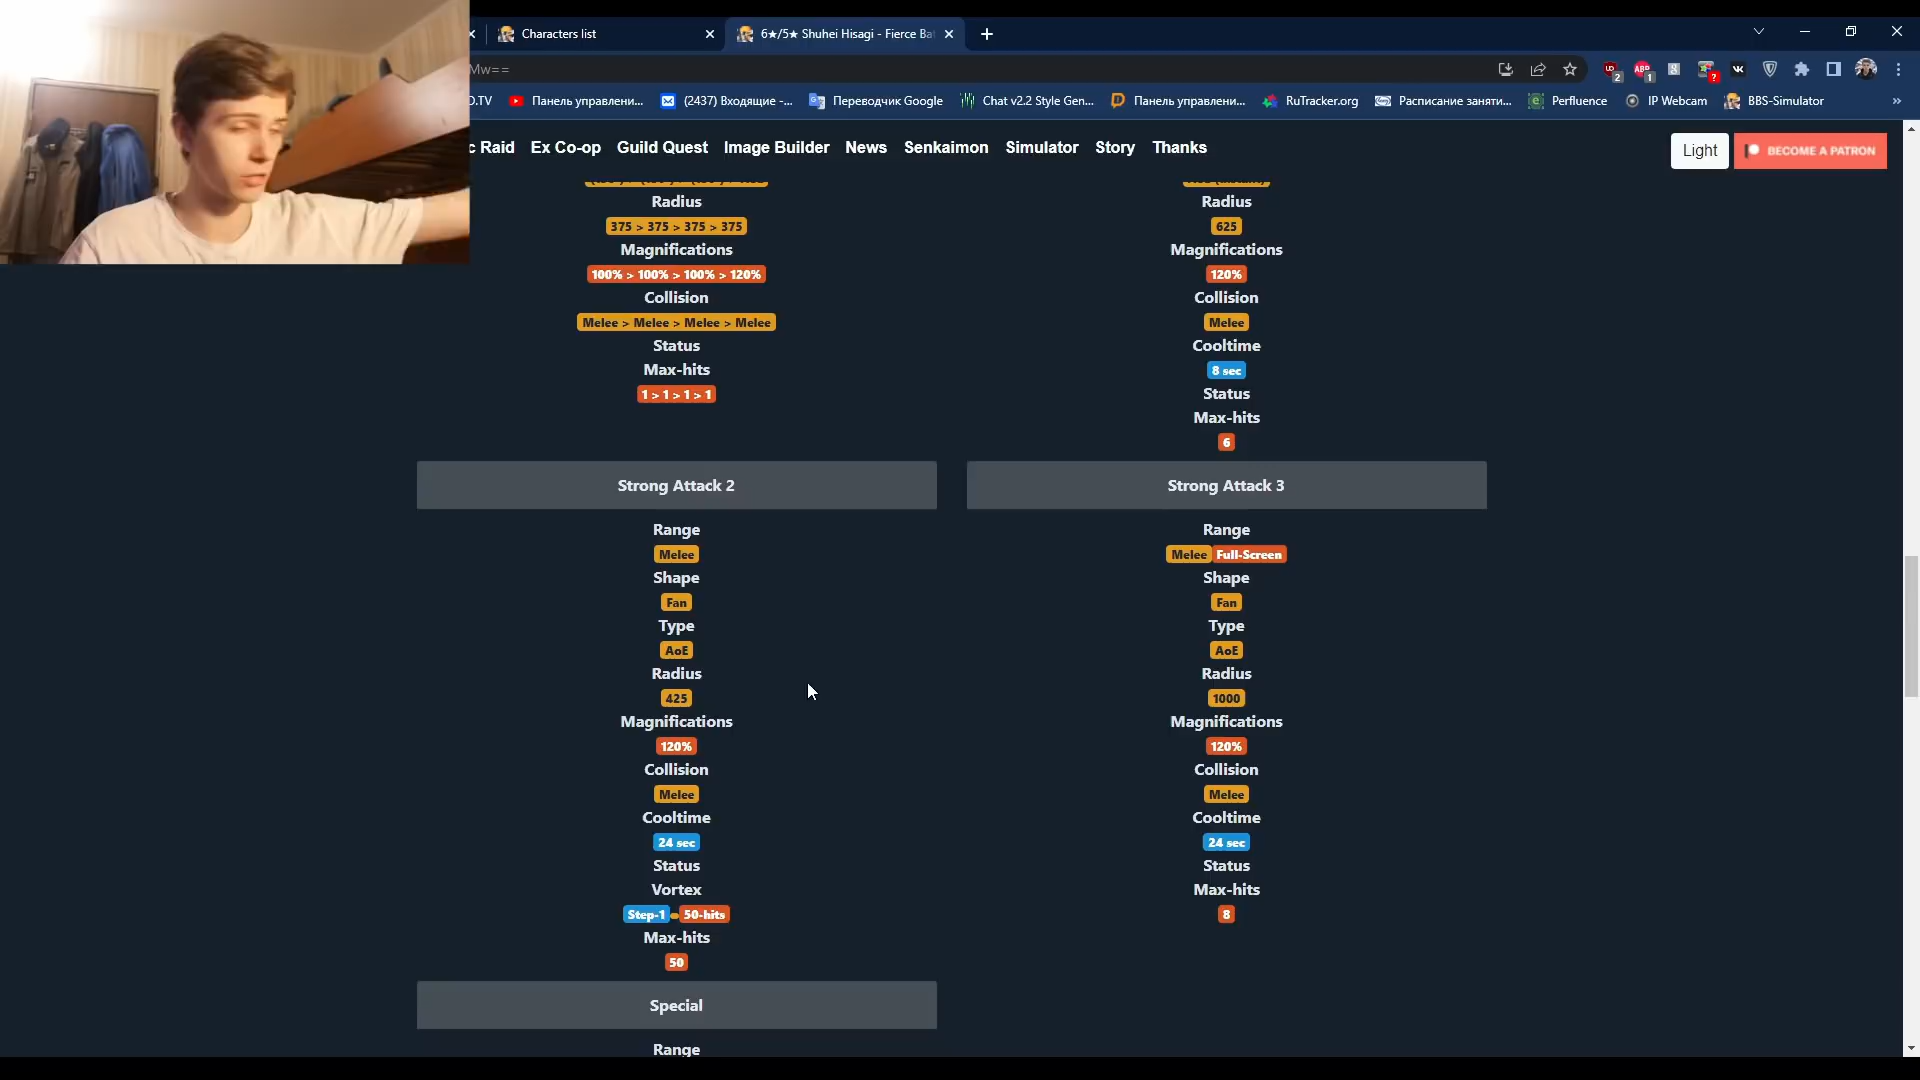 Characters list
6★/5★ Shuhei Hisagi - Fierce Ba
Mw==
2
1
?
D.TV
Панель управлени...
(2437) Входящие -...
Переводчик Google
Chat v2.2 Style Gen...
Панель управлени...
RuTracker.org
Расписание заняти...
Perfluence
IP Webcam
BBS-Simulator
»
c Raid
Ex Co-op
Guild Quest
Image Builder
News
Senkaimon
Simulator
Story
Thanks
Light
BECOME A PATRON
Radius
375 > 375 > 375 > 375
Magnifications
100% > 100% > 100% > 120%
Collision
Melee > Melee > Melee > Melee
Status
Max-hits
1 > 1 > 1 > 1
Radius
625
Magnifications
120%
Collision
Melee
Cooltime
8 sec
Status
Max-hits
6
Strong Attack 2
Range
Melee
Shape
Fan
Type
AoE
Radius
425
Magnifications
120%
Collision
Melee
Cooltime
24 sec
Status
Vortex
Step-1
50-hits
Max-hits
50
Strong Attack 3
Range
Melee
Full-Screen
Shape
Fan
Type
AoE
Radius
1000
Magnifications
120%
Collision
Melee
Cooltime
24 sec
Status
Max-hits
8
Special
Range